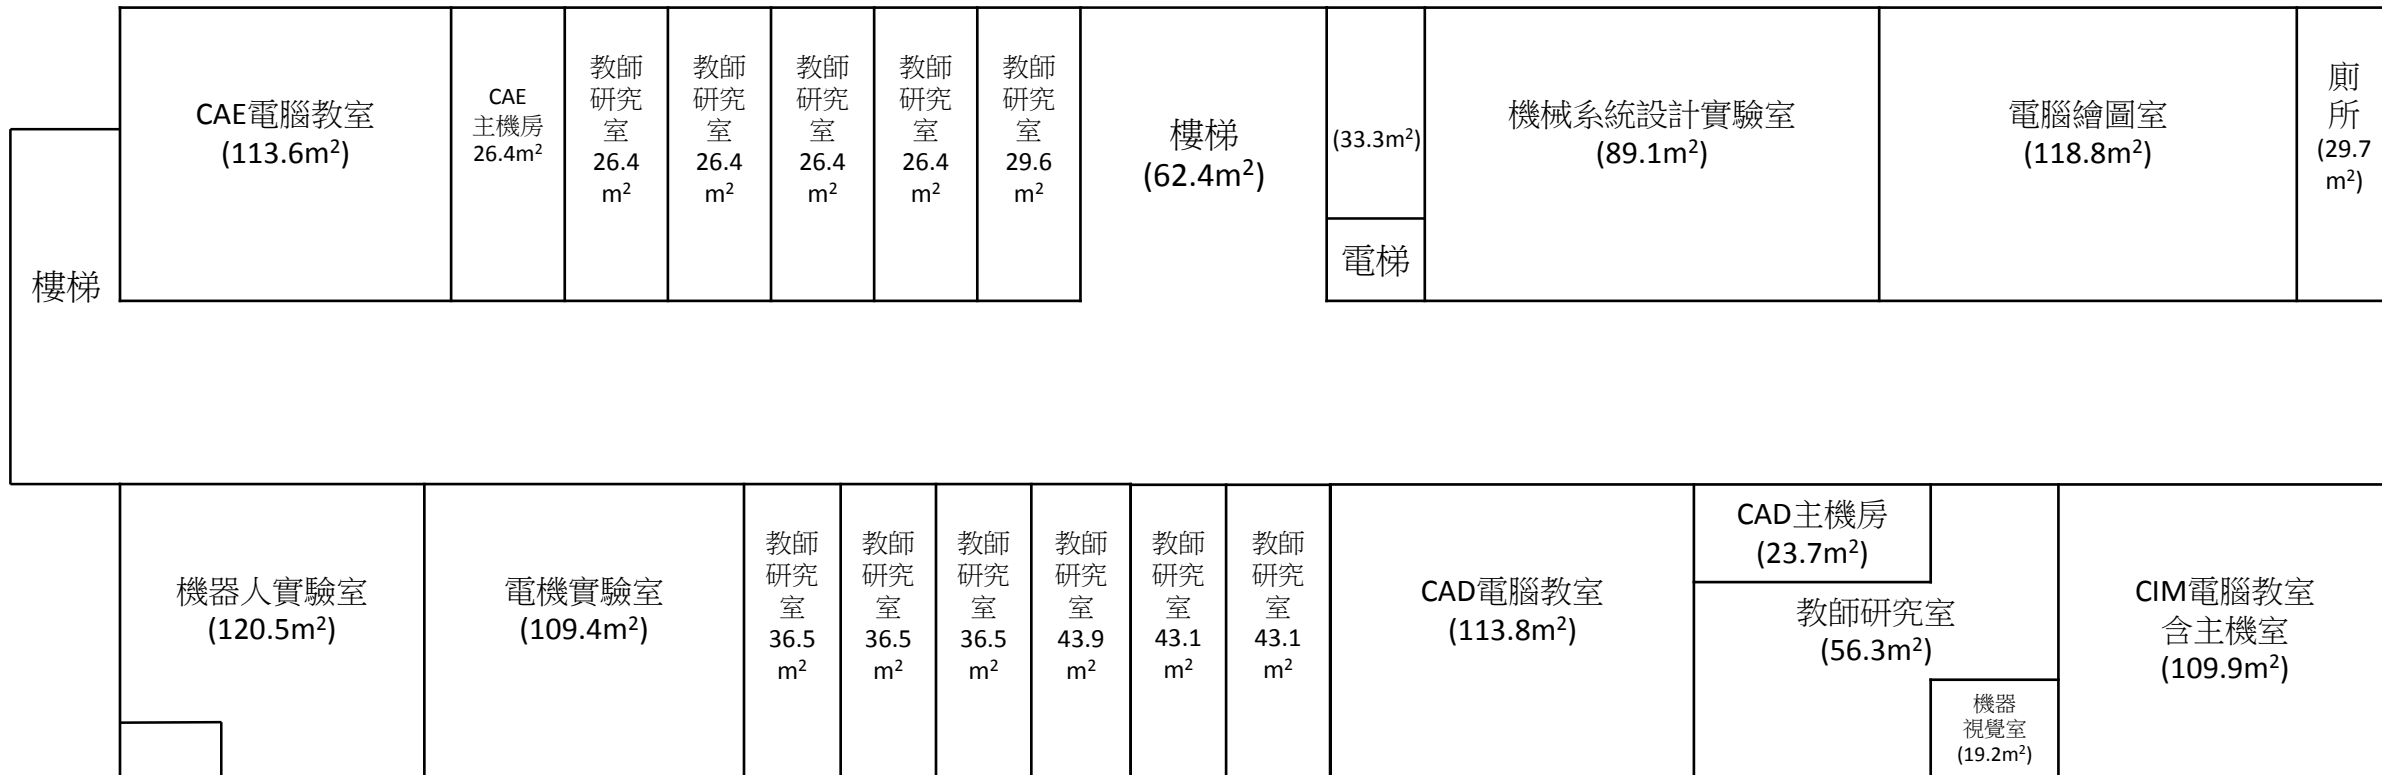 CAE電腦教室
(113.6m²)
CAE
主機房
26.4m²
教師
研究
室
26.4
m²
教師
研究
室
26.4
m²
教師
研究
室
26.4
m²
教師
研究
室
26.4
m²
教師
研究
室
29.6
m²
樓梯
(62.4m²)
(33.3m²)
電梯
機械系統設計實驗室
(89.1m²)
電腦繪圖室
(118.8m²)
廁
所
(29.7
m²)
樓梯
機器人實驗室
(120.5m²)
電機實驗室
(109.4m²)
教師
研究
室
36.5
m²
教師
研究
室
36.5
m²
教師
研究
室
36.5
m²
教師
研究
室
43.9
m²
教師
研究
室
43.1
m²
教師
研究
室
43.1
m²
CAD電腦教室
(113.8m²)
CAD主機房
(23.7m²)
教師研究室
(56.3m²)
機器
視覺室
(19.2m²)
CIM電腦教室
含主機室
(109.9m²)